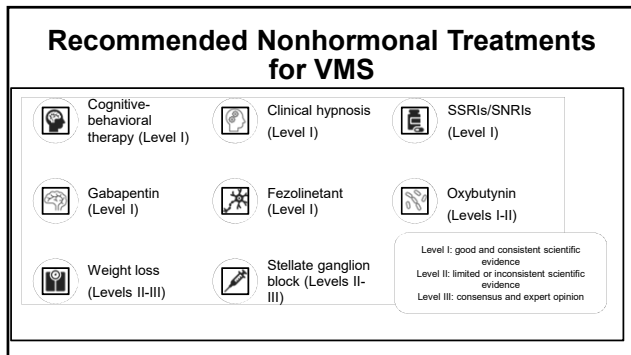 Recommended Nonhormonal Treatments
for VMS
Cognitive-
behavioral
therapy (Level I)
Clinical hypnosis
(Level I)
SSRIs/SNRIs
(Level I)
Gabapentin
(Level I)
Fezolinetant
(Level I)
Oxybutynin
(Levels I-II)
Weight loss
(Levels II-III)
Stellate ganglion
block (Levels II-
III)
Level I: good and consistent scientific
evidence
Level II: limited or inconsistent scientific
evidence
Level III: consensus and expert opinion